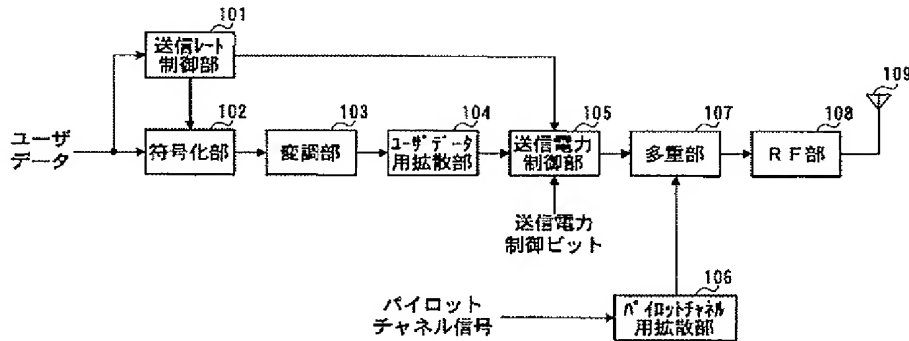 101
送信ﾚｰﾄ
制御部
109
102
103
104
105
107
108
ユーザ
データ
符号化部
変調部
ﾕｰｻﾞﾃﾞｰﾀ
用拡散部
送信電力
制御部
多重部
ＲＦ部
送信電力
制御ビット
106
パイロット
チャネル信号
ﾊﾟｲﾛｯﾄﾁｬﾈﾙ
用拡散部